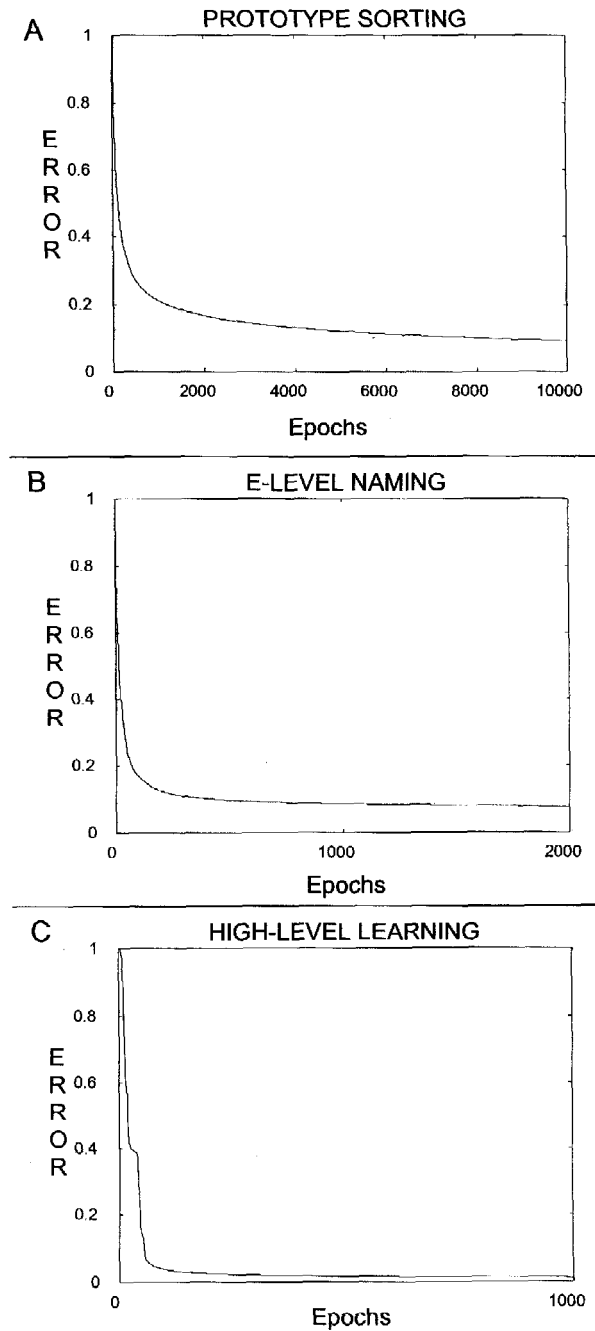 A
PROTOTYPE SORTING
1
0.8
0.6
0.4
0.2
0
E
R
R
O
R
0 2000 4000 6000 8000 10000
Epochs
B
E-LEVEL NAMING
1
0.8
0.6
0.4
0.2
0
E
R
R
O
R
0 1000 2000
Epochs
C
HIGH-LEVEL LEARNING
1
0.8
0.6
0.4
0.2
0
E
R
R
O
R
0 1000
Epochs